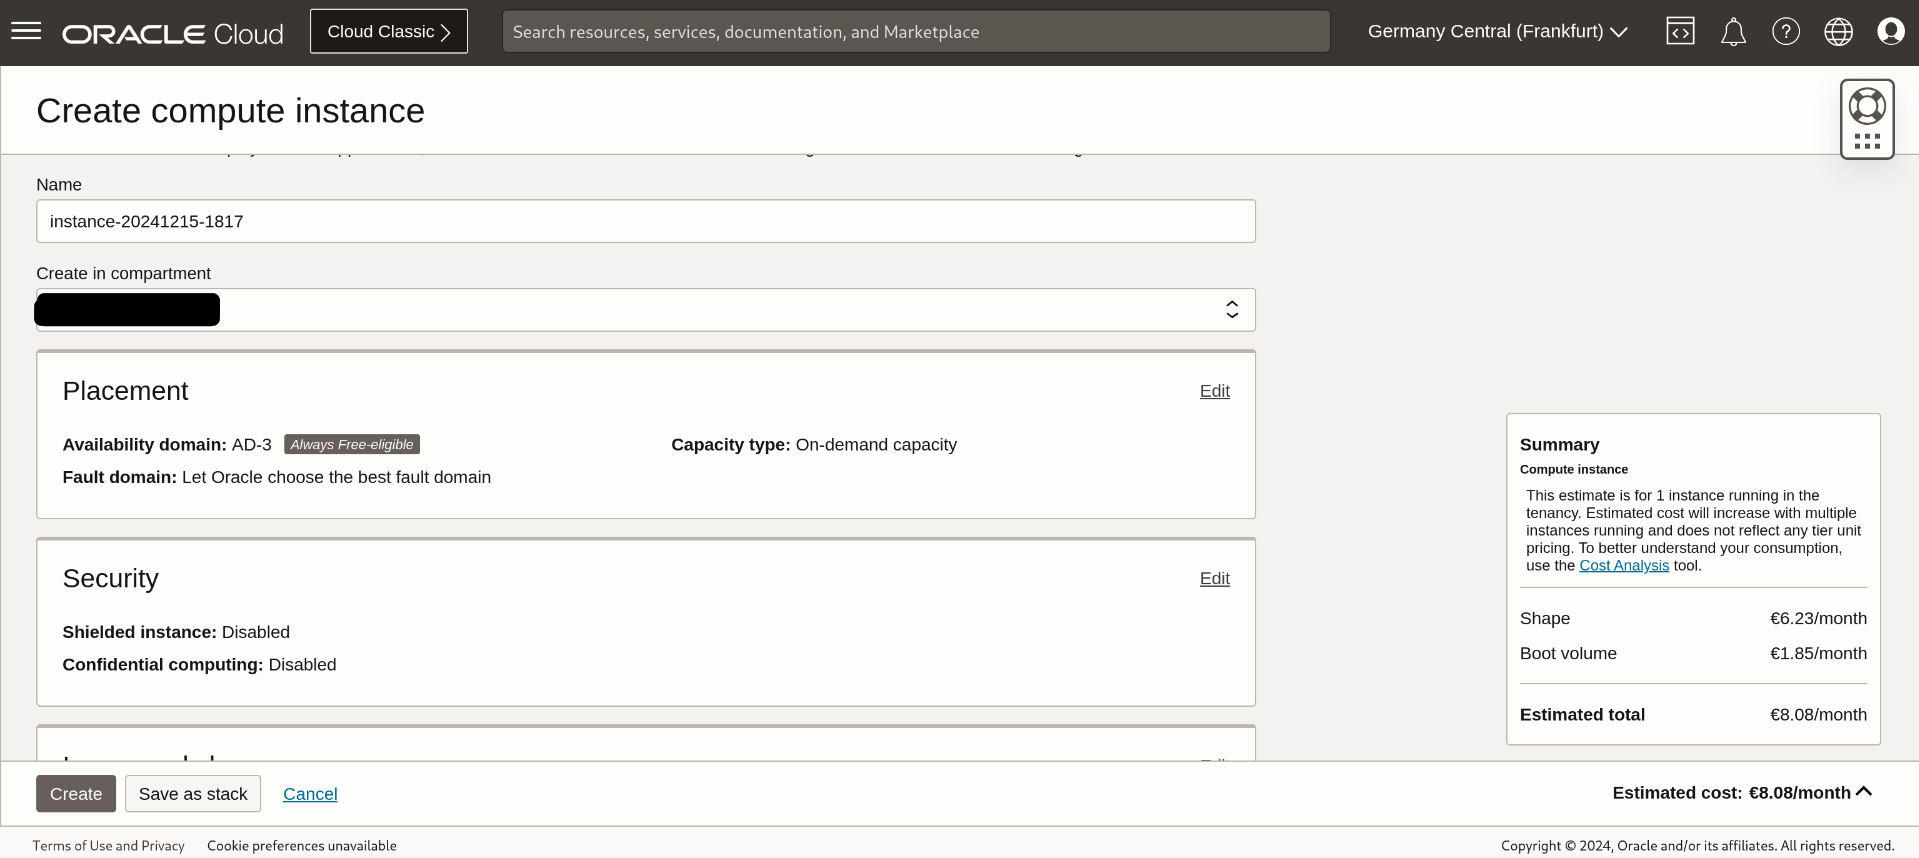 ORACLE Cloud
Cloud Classic
Search resources, services, documentation, and Marketplace
Germany Central (Frankfurt)
Create compute instance
Name
instance-20241215-1817
Create in compartment
Placement
Edit
Availability domain: AD-3 Always Free-eligible
Capacity type: On-demand capacity
Fault domain: Let Oracle choose the best fault domain
Security
Edit
Shielded instance: Disabled
Confidential computing: Disabled
Summary
Compute instance
This estimate is for 1 instance running in the
tenancy. Estimated cost will increase with multiple
instances running and does not reflect any tier unit
pricing. To better understand your consumption,
use the Cost Analysis tool.
Shape €6.23/month
Boot volume €1.85/month
Estimated total €8.08/month
Create
Save as stack
Cancel
Estimated cost: €8.08/month
Terms of Use and Privacy
Cookie preferences unavailable
Copyright © 2024, Oracle and/or its affiliates. All rights reserved.